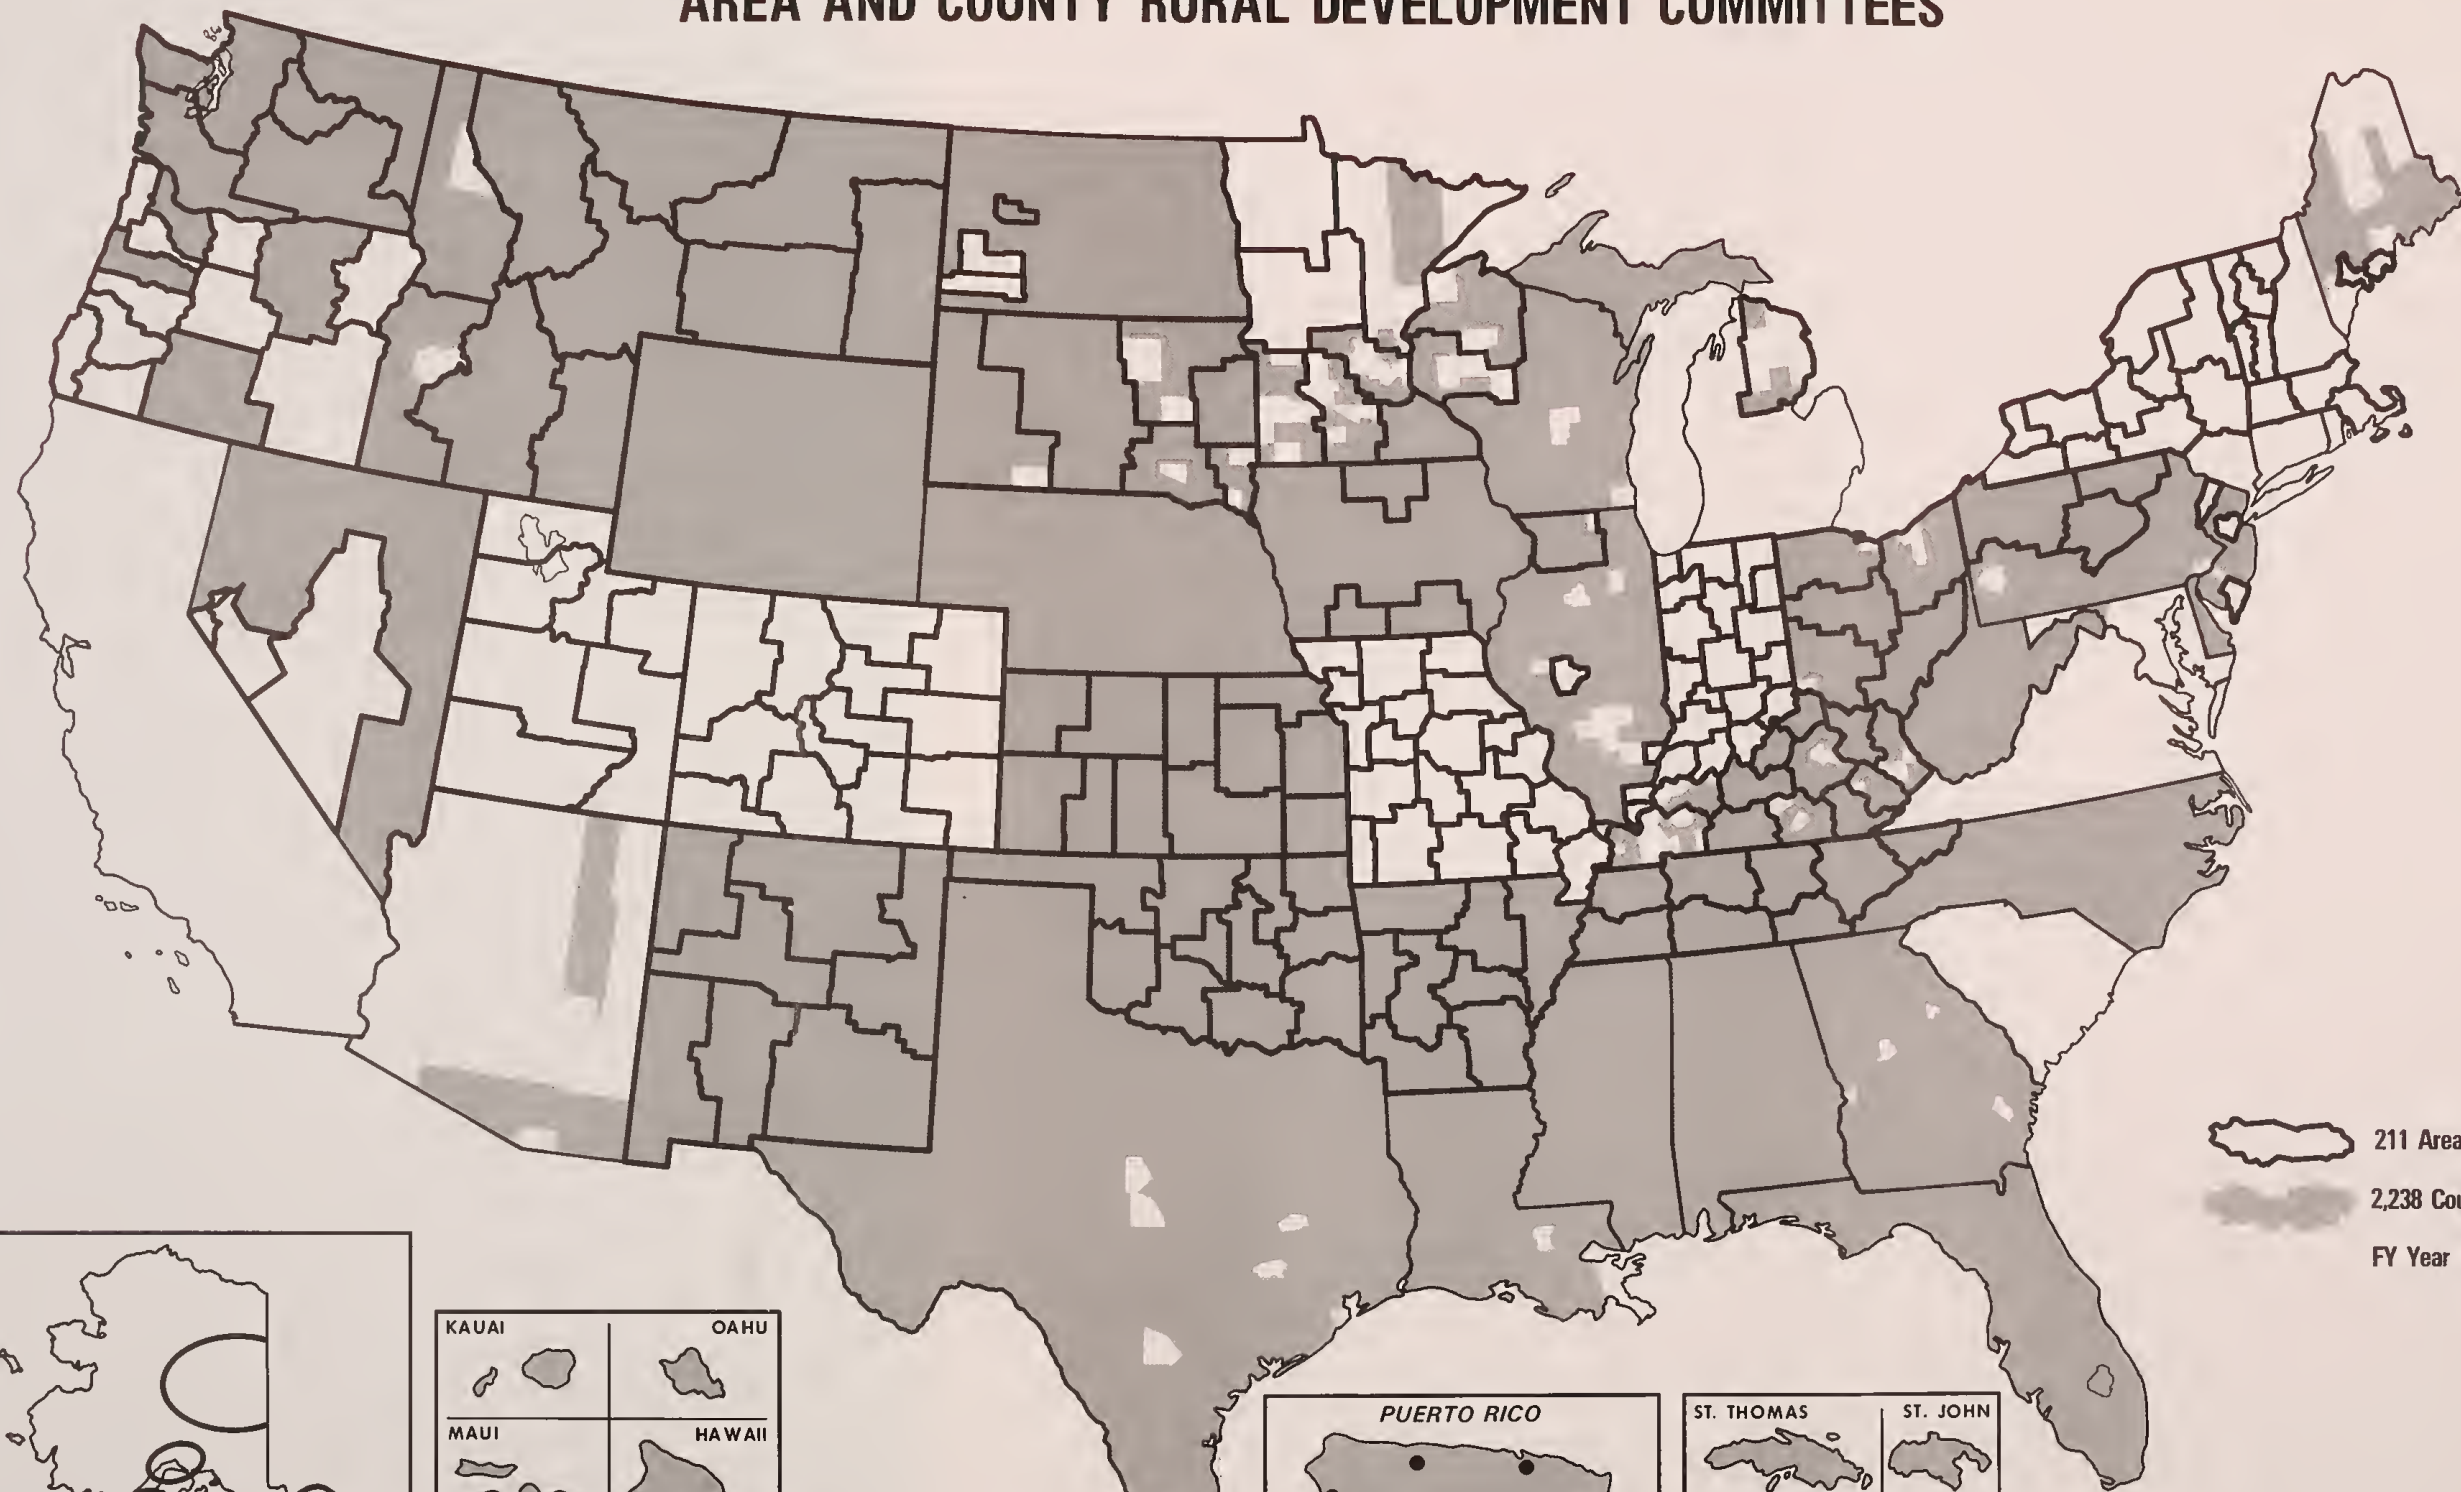 AREA AND COUNTY RURAL DEVELOPMENT COMMITTEES
211 Area
2,238
FY Year
KAUAI
OAHU
MAUI
HAWAII
PUERTO RICO
ST. THOMAS
ST. JOHN